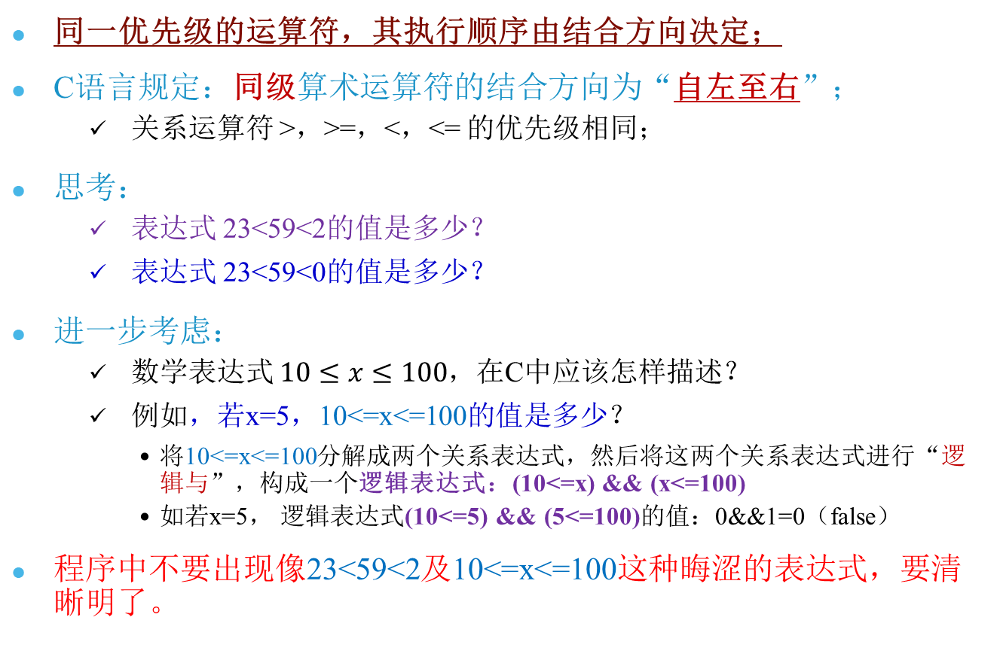 同一优先级的运算符，其执行顺序由结合方向决定；
C语言规定：同级算术运算符的结合方向为“自左至右”；
关系运算符 >，>=，<，<= 的优先级相同；
思考：
表达式 23<59<2的值是多少？
表达式 23<59<0的值是多少？
进一步考虑：
数学表达式 10 ≤ x ≤ 100，在C中应该怎样描述？
例如，若x=5，10<=x<=100的值是多少？
将10<=x<=100分解成两个关系表达式，然后将这两个关系表达式进行“逻
辑与”，构成一个逻辑表达式：(10<=x) && (x<=100)
如若x=5， 逻辑表达式(10<=5) && (5<=100)的值：0&&1=0（false）
程序中不要出现像23<59<2及10<=x<=100这种晦涩的表达式，要清
晰明了。